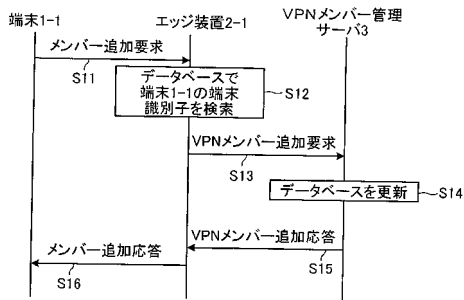 端末1-1
エッジ装置2-1
VPNメンバー管理
サーバ3
メンバー追加要求
S11
データベースで
端末1-1の端末
識別子を検索
S12
VPNメンバー追加要求
S13
データベースを更新
S14
VPNメンバー追加応答
S15
メンバー追加応答
S16